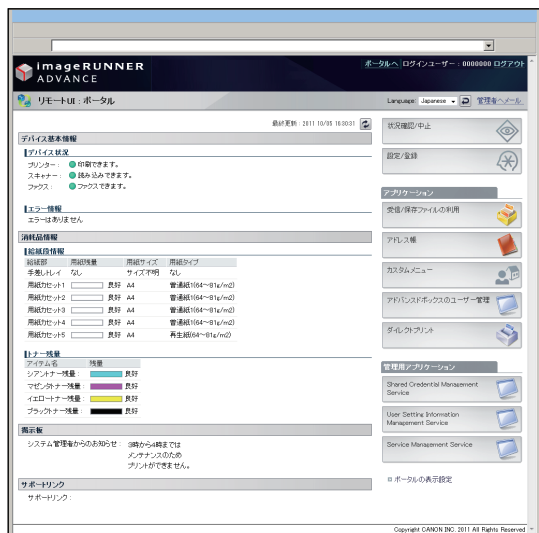 imageRUNNER
ADVANCE
ポータルへ ログインユーザー : 0000000 ログアウト
リモートUI : ポータル
Language: Japanese 管理者へメール
最終更新 : 2011 10/05 16:30:31
デバイス基本情報
デバイス状況
プリンター : 印刷できます。
スキャナー : 読み込みできます。
ファクス : ファクスできます。
エラー情報
エラーはありません
消耗品情報
給紙段情報
給紙部 用紙残量 用紙サイズ 用紙タイプ
手差しトレイ なし サイズ不明 なし
用紙カセット1 良好 A4 普通紙1(64～81g/m2)
用紙カセット2 良好 A4 普通紙1(64～81g/m2)
用紙カセット3 良好 A4 普通紙1(64～81g/m2)
用紙カセット4 良好 A4 普通紙1(64～81g/m2)
用紙カセット5 良好 A4 再生紙(64～81g/m2)
トナー残量
アイテム名 残量
シアントナー残量 : 良好
マゼンタトナー残量 : 良好
イエロートナー残量 : 良好
ブラックトナー残量 : 良好
掲示板
システム管理者からのお知らせ : 3時から4時までは
メンテナンスのため
プリントができません。
サポートリンク
サポートリンク :
状況確認/中止
設定/登録
アプリケーション
受信/保存ファイルの利用
アドレス帳
カスタムメニュー
アドバンスドボックスのユーザー管理
ダイレクトプリント
管理用アプリケーション
Shared Credential Management
Service
User Setting Information
Management Service
Service Management Service
ポータルの表示設定
Copyright CANON INC. 2011 All Rights Reserved